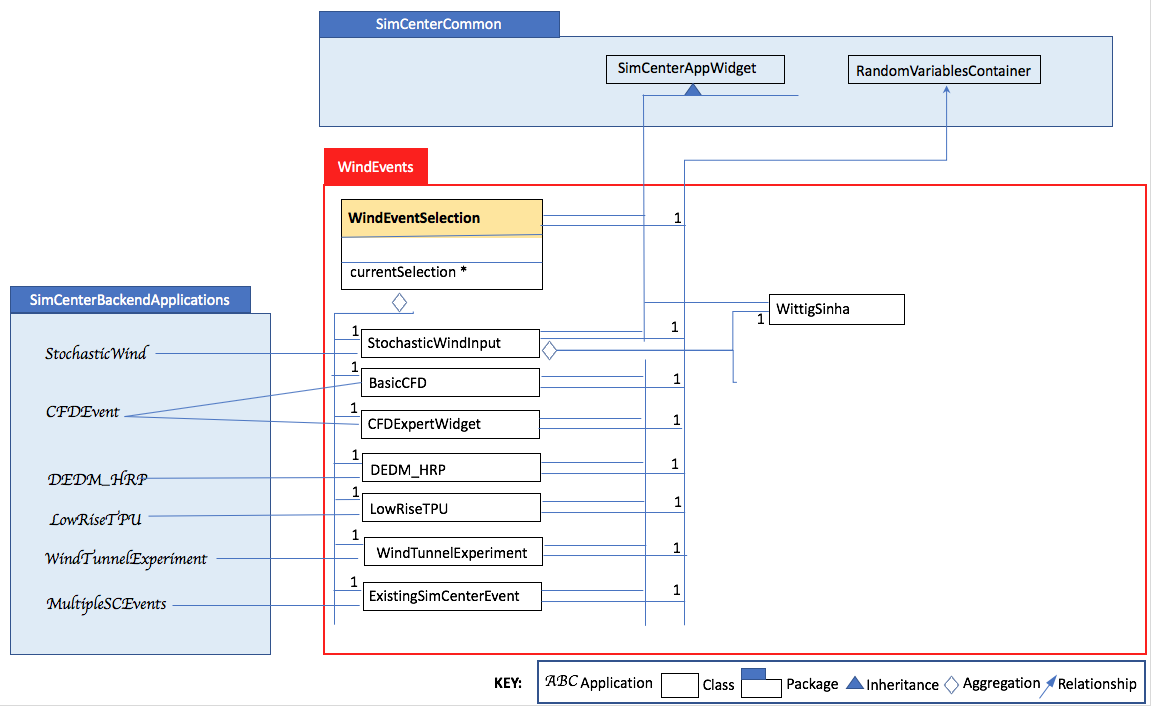 SimCenterCommon
SimCenterAppWidget
RandomVariablesContainer
WindEvents
WindEventSelection
1
currentSelection *
SimCenterBackendApplications
WittigSinha
1
StochasticWind
1
StochasticWindInput
1
1
BasicCFD
1
CFDEvent
1
CFDExpertWidget
1
DEDM_HRP
1
DEDM_HRP
1
LowRiseTPU
1
LowRiseTPU
1
WindTunnelExperiment
1
WindTunnelExperiment
1
MultipleSCEvents
1
ExistingSimCenterEvent
1
KEY: ABC Application Class Package Inheritance Aggregation Relationship